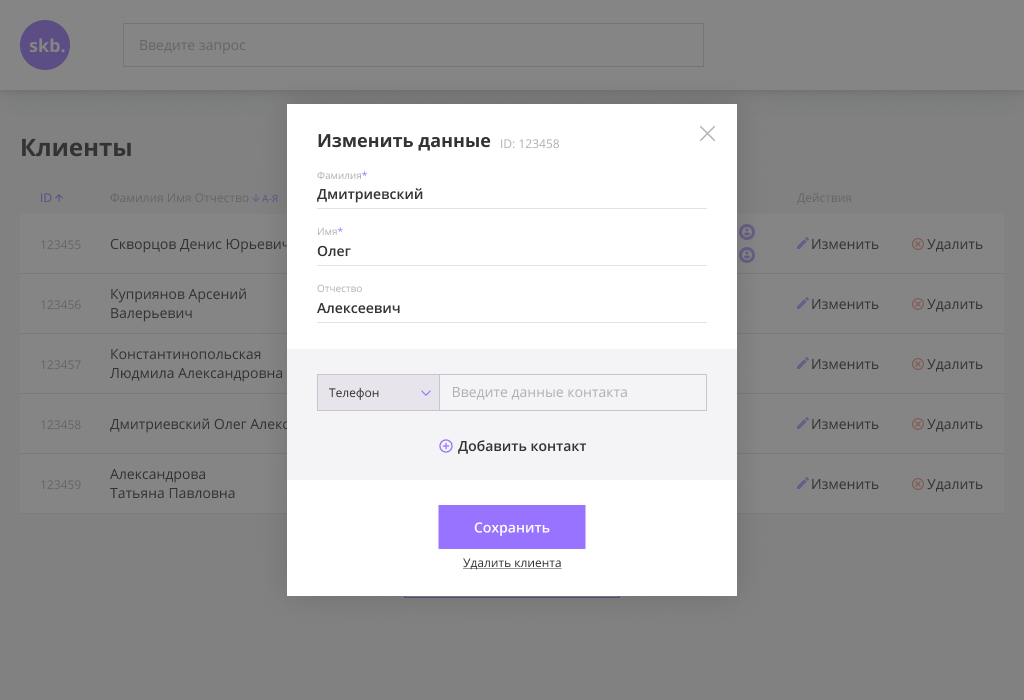 skb.
Введите запрос
Клиенты
ID Фамилия Имя Отчество А-Я Действия
123455 Скворцов Денис Юрьевич Изменить Удалить
123456 Куприянов Арсений
Валерьевич Изменить Удалить
123457 Константинопольская
Людмила Александровна Изменить Удалить
123458 Дмитриевский Олег Изменить Удалить
123459 Александрова
Татьяна Павловна Изменить Удалить
Изменить данные ID: 123458
Фамилия*
Дмитриевский
Имя*
Олег
Отчество
Алексеевич
Телефон Введите данные контакта
Добавить контакт
Сохранить
Удалить клиента